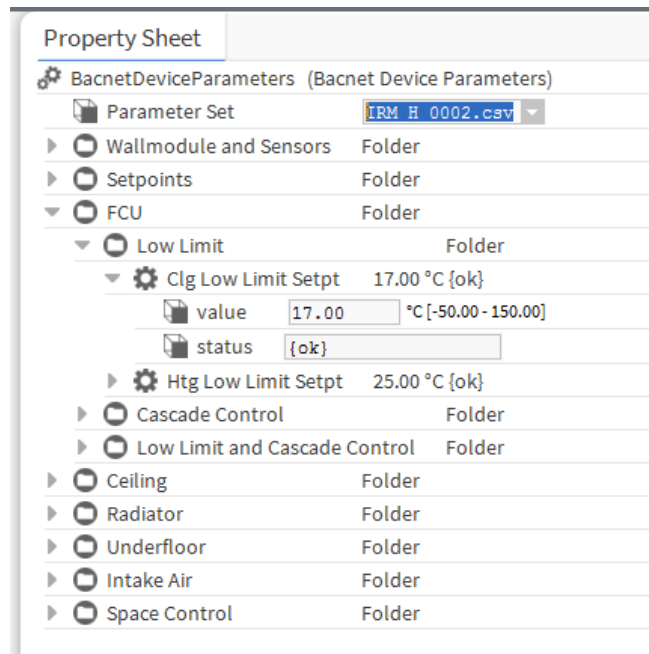 Property Sheet
BacnetDeviceParameters (Bacnet Device Parameters)
Parameter Set IRM_H_0002.csv
Wallmodule and Sensors Folder
Setpoints Folder
FCU Folder
Low Limit Folder
Clg Low Limit Setpt 17.00 °C {ok}
value 17.00 °C [-50.00 - 150.00]
status {ok}
Htg Low Limit Setpt 25.00 °C {ok}
Cascade Control Folder
Low Limit and Cascade Control Folder
Ceiling Folder
Radiator Folder
Underfloor Folder
Intake Air Folder
Space Control Folder